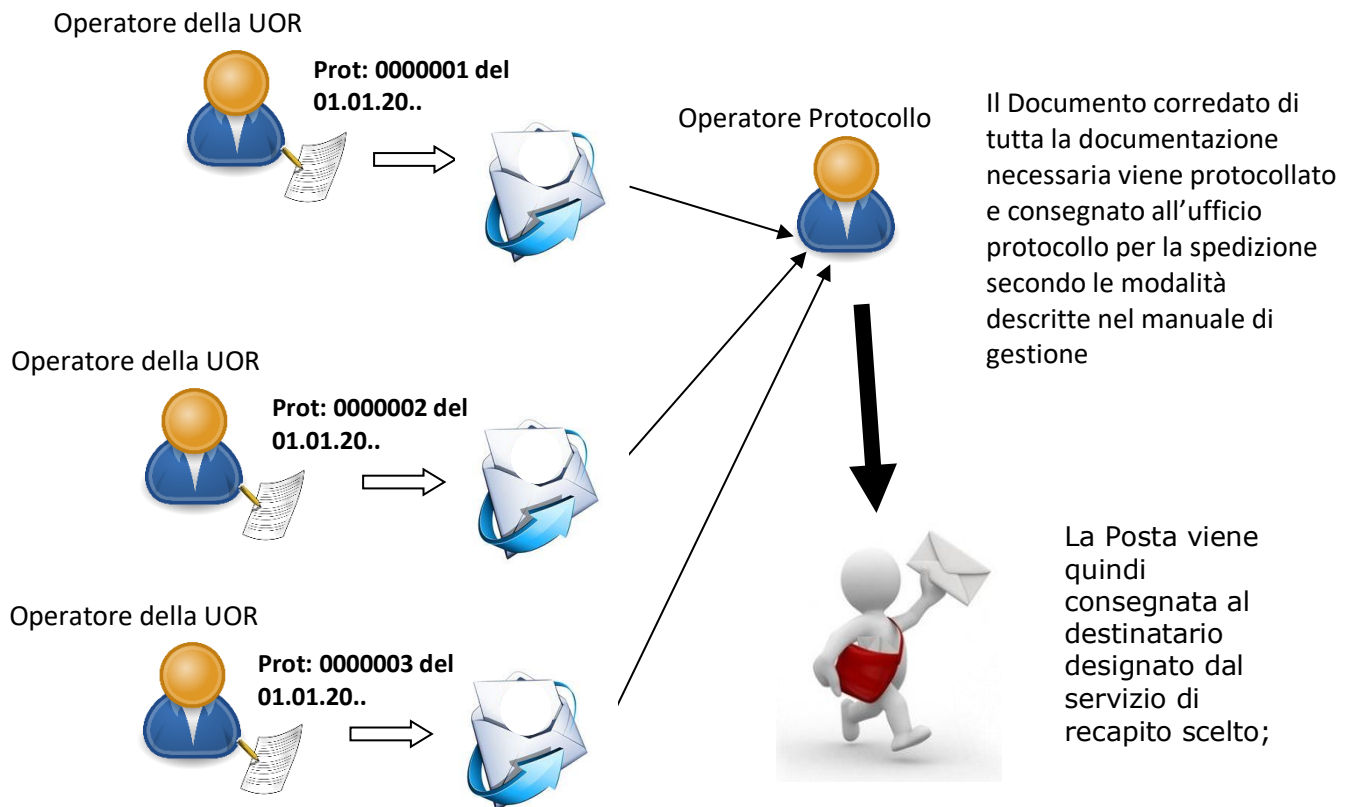 Operatore della UOR
Prot: 0000001 del
01.01.20..
Operatore Protocollo
Il Documento corredato di
tutta la documentazione
necessaria viene protocollato
e consegnato all’ufficio
protocollo per la spedizione
secondo le modalità
descritte nel manuale di
gestione
Operatore della UOR
Prot: 0000002 del
01.01.20..
Operatore della UOR
Prot: 0000003 del
01.01.20..
La Posta viene
quindi
consegnata al
destinatario
designato dal
servizio di
recapito scelto;